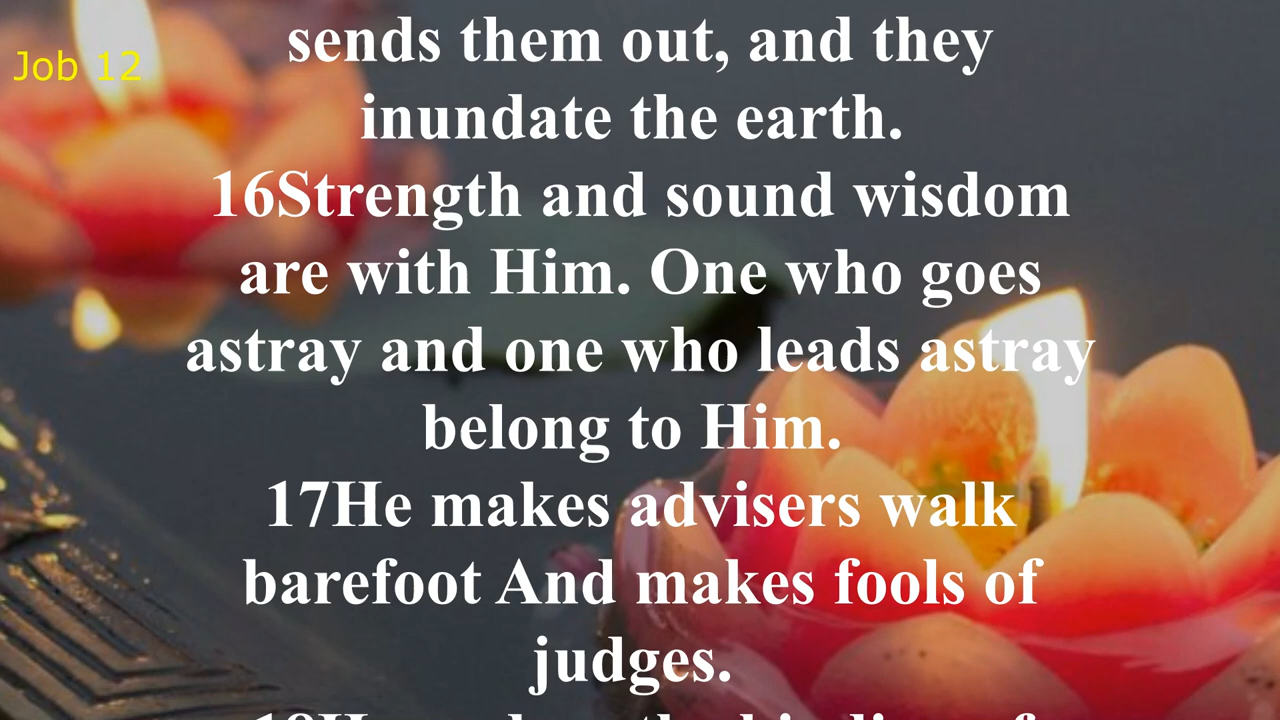 Job 12
sends them out, and they
inundate the earth.
16Strength and sound wisdom
are with Him. One who goes
astray and one who leads astray
belong to Him.
17He makes advisers walk
barefoot And makes fools of
judges.